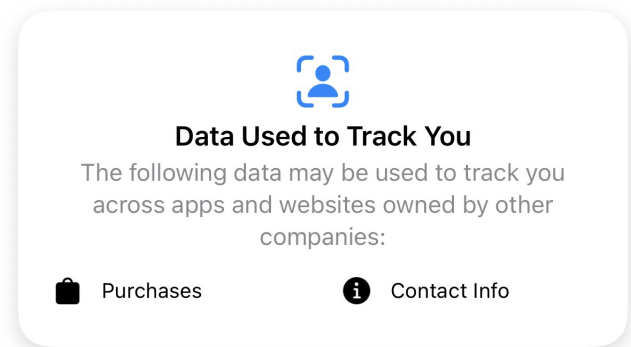 Data Used to Track You
The following data may be used to track you
across apps and websites owned by other
companies:
Purchases
Contact Info